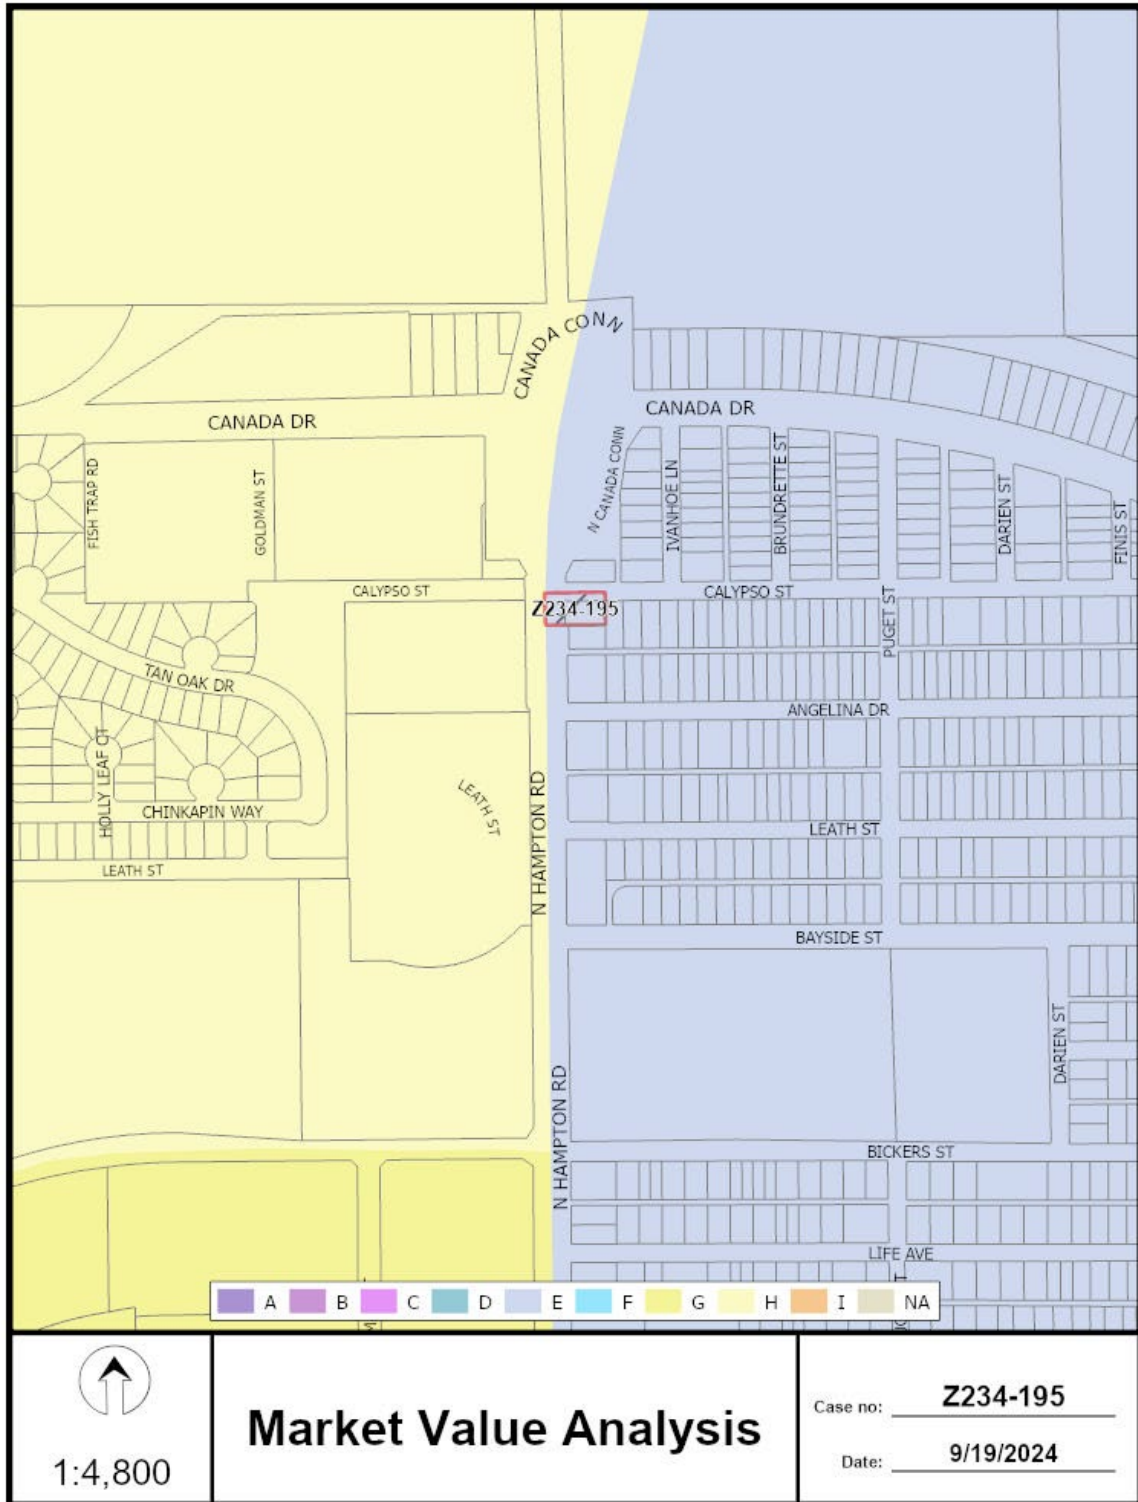 CANADA CONN
CANADA DR
CANADA DR
FISH TRAP RD
GOLDMAN ST
N CANADA CONN
IVANHOE LN
BRUNDRETTE ST
DARIEN ST
FINIS ST
CALYPSO ST
CALYPSO ST
Z234-195
PUGET ST
TAN OAK DR
ANGELINA DR
HOLLY LEAF CT
CHINKAPIN WAY
LEATH ST
N HAMPTON RD
LEATH ST
LEATH ST
BAYSIDE ST
DARIEN ST
N HAMPTON RD
BICKERS ST
LIFE AVE
A B C D E F G H I NA
1:4,800
Market Value Analysis
Case no: Z234-195
Date: 9/19/2024